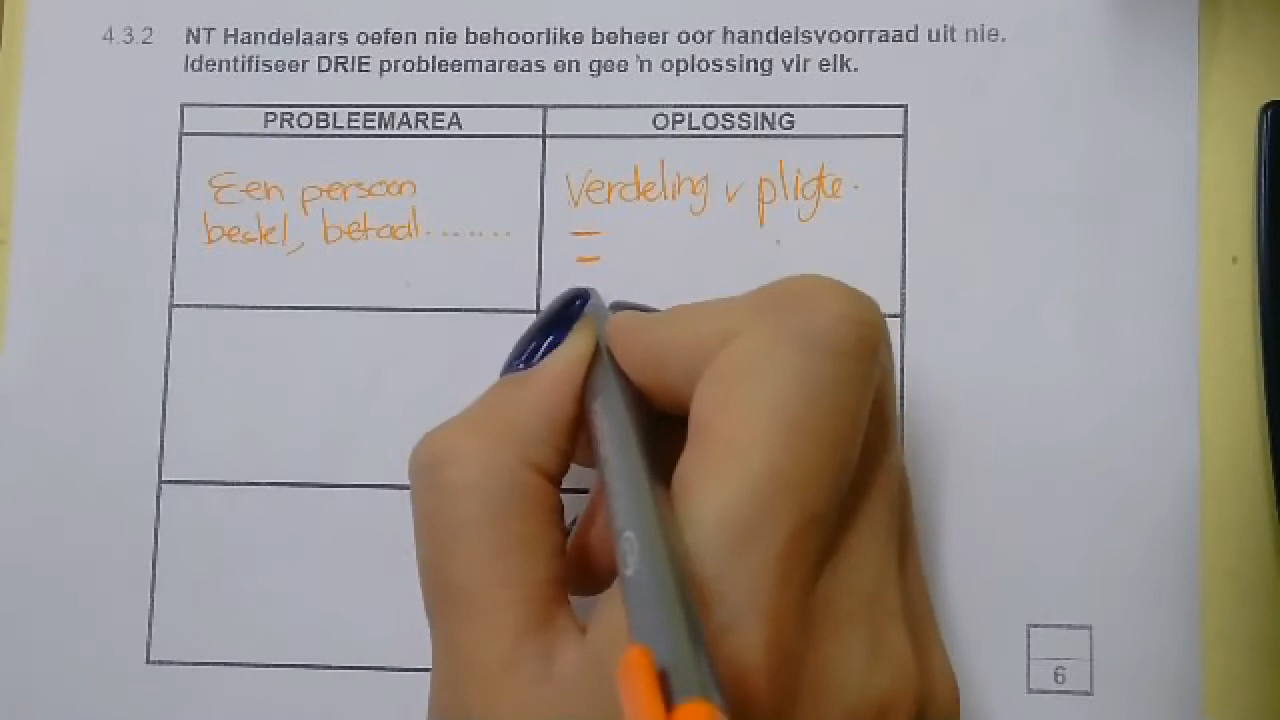 4.3.2 NT Handelaars oefen nie behoorlike beheer oor handelsvoorraad uit nie.
Identifiseer DRIE probleemareas en gee 'n oplossing vir elk.
PROBLEEMAREA OPLOSSING
Een persoon
bestel, betaal.......
Verdeling v pligte.
6